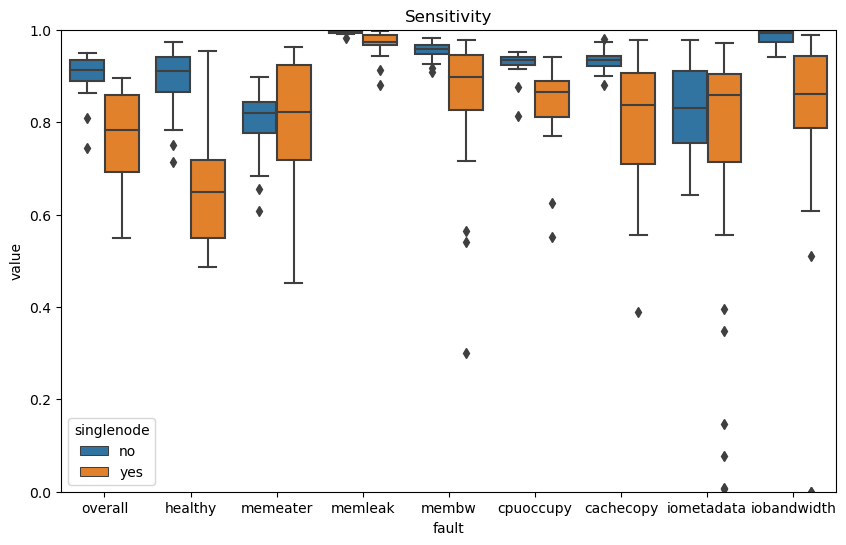 Sensitivity
value
1.0
0.8
0.6
0.4
0.2
0.0
singlenode
no
yes
overall healthy memeater memleak membw cpuoccupy cachecopy iometadata iobandwidth
fault